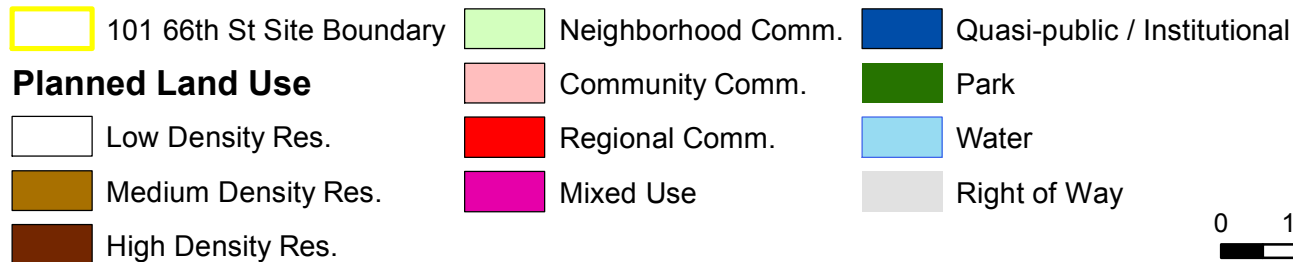 101 66th St Site Boundary
Planned Land Use
Low Density Res.
Medium Density Res.
High Density Res.
Neighborhood Comm.
Community Comm.
Regional Comm.
Mixed Use
Quasi-public / Institutional
Park
Water
Right of Way
0 1